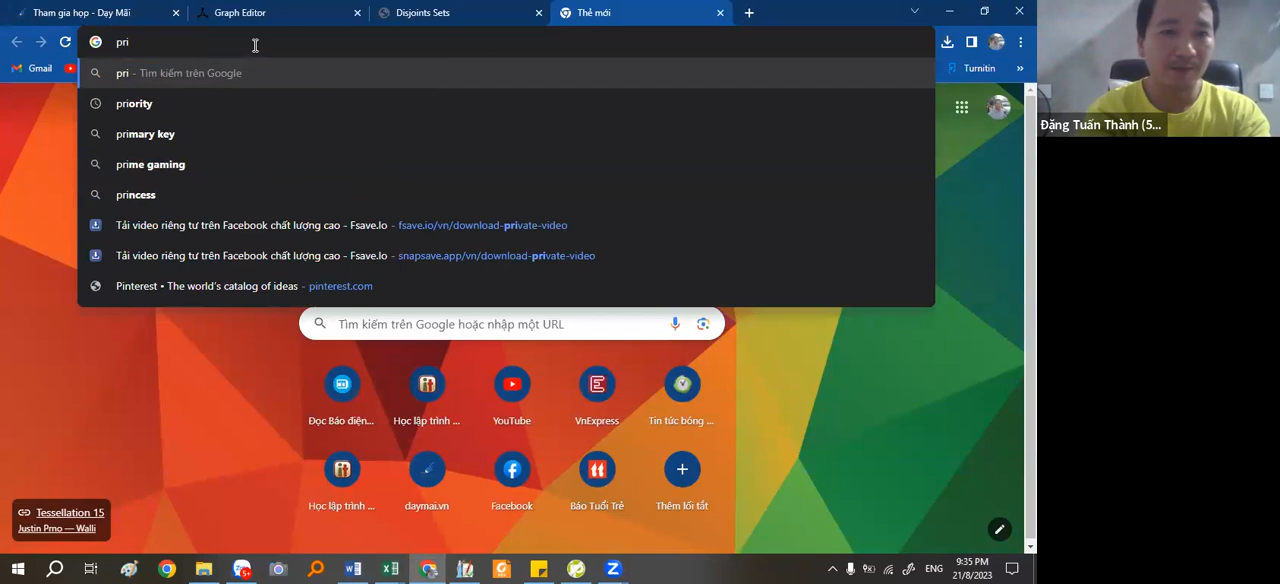 Tham gia họp - Dạy Mãi
Graph Editor
Disjoints Sets
Thẻ mới
pri
Gmail
Turnitin
pri - Tìm kiếm trên Google
priority
primary key
prime gaming
princess
Tải video riêng tư trên Facebook chất lượng cao - Fsave.Io - fsave.io/vn/download-private-video
Tải video riêng tư trên Facebook chất lượng cao - Fsave.Io - snapsave.app/vn/download-private-video
Pinterest • The world's catalog of ideas - pinterest.com
Đặng Tuấn Thành (5...
Tìm kiếm trên Google hoặc nhập một URL
Đọc Báo điện...
Học lập trình ...
YouTube
VnExpress
Tin tức bóng ...
Học lập trình ...
daymai.vn
Facebook
Báo Tuổi Trẻ
Thêm lối tắt
Tessellation 15
Justin Prno — Walli
ENG
9:35 PM
21/8/2023